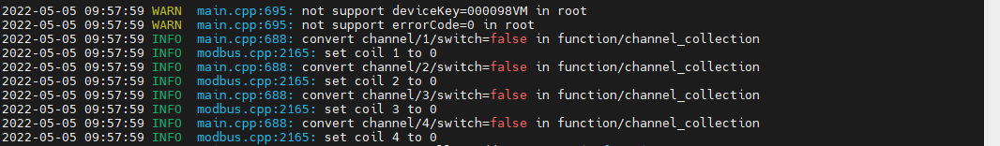 2022-05-05 09:57:59 WARN main.cpp:695: not support deviceKey=000098VM in root
2022-05-05 09:57:59 WARN main.cpp:695: not support errorCode=0 in root
2022-05-05 09:57:59 INFO main.cpp:688: convert channel/1/switch=false in function/channel_collection
2022-05-05 09:57:59 INFO modbus.cpp:2165: set coil 1 to 0
2022-05-05 09:57:59 INFO main.cpp:688: convert channel/2/switch=false in function/channel_collection
2022-05-05 09:57:59 INFO modbus.cpp:2165: set coil 2 to 0
2022-05-05 09:57:59 INFO main.cpp:688: convert channel/3/switch=false in function/channel_collection
2022-05-05 09:57:59 INFO modbus.cpp:2165: set coil 3 to 0
2022-05-05 09:57:59 INFO main.cpp:688: convert channel/4/switch=false in function/channel_collection
2022-05-05 09:57:59 INFO modbus.cpp:2165: set coil 4 to 0